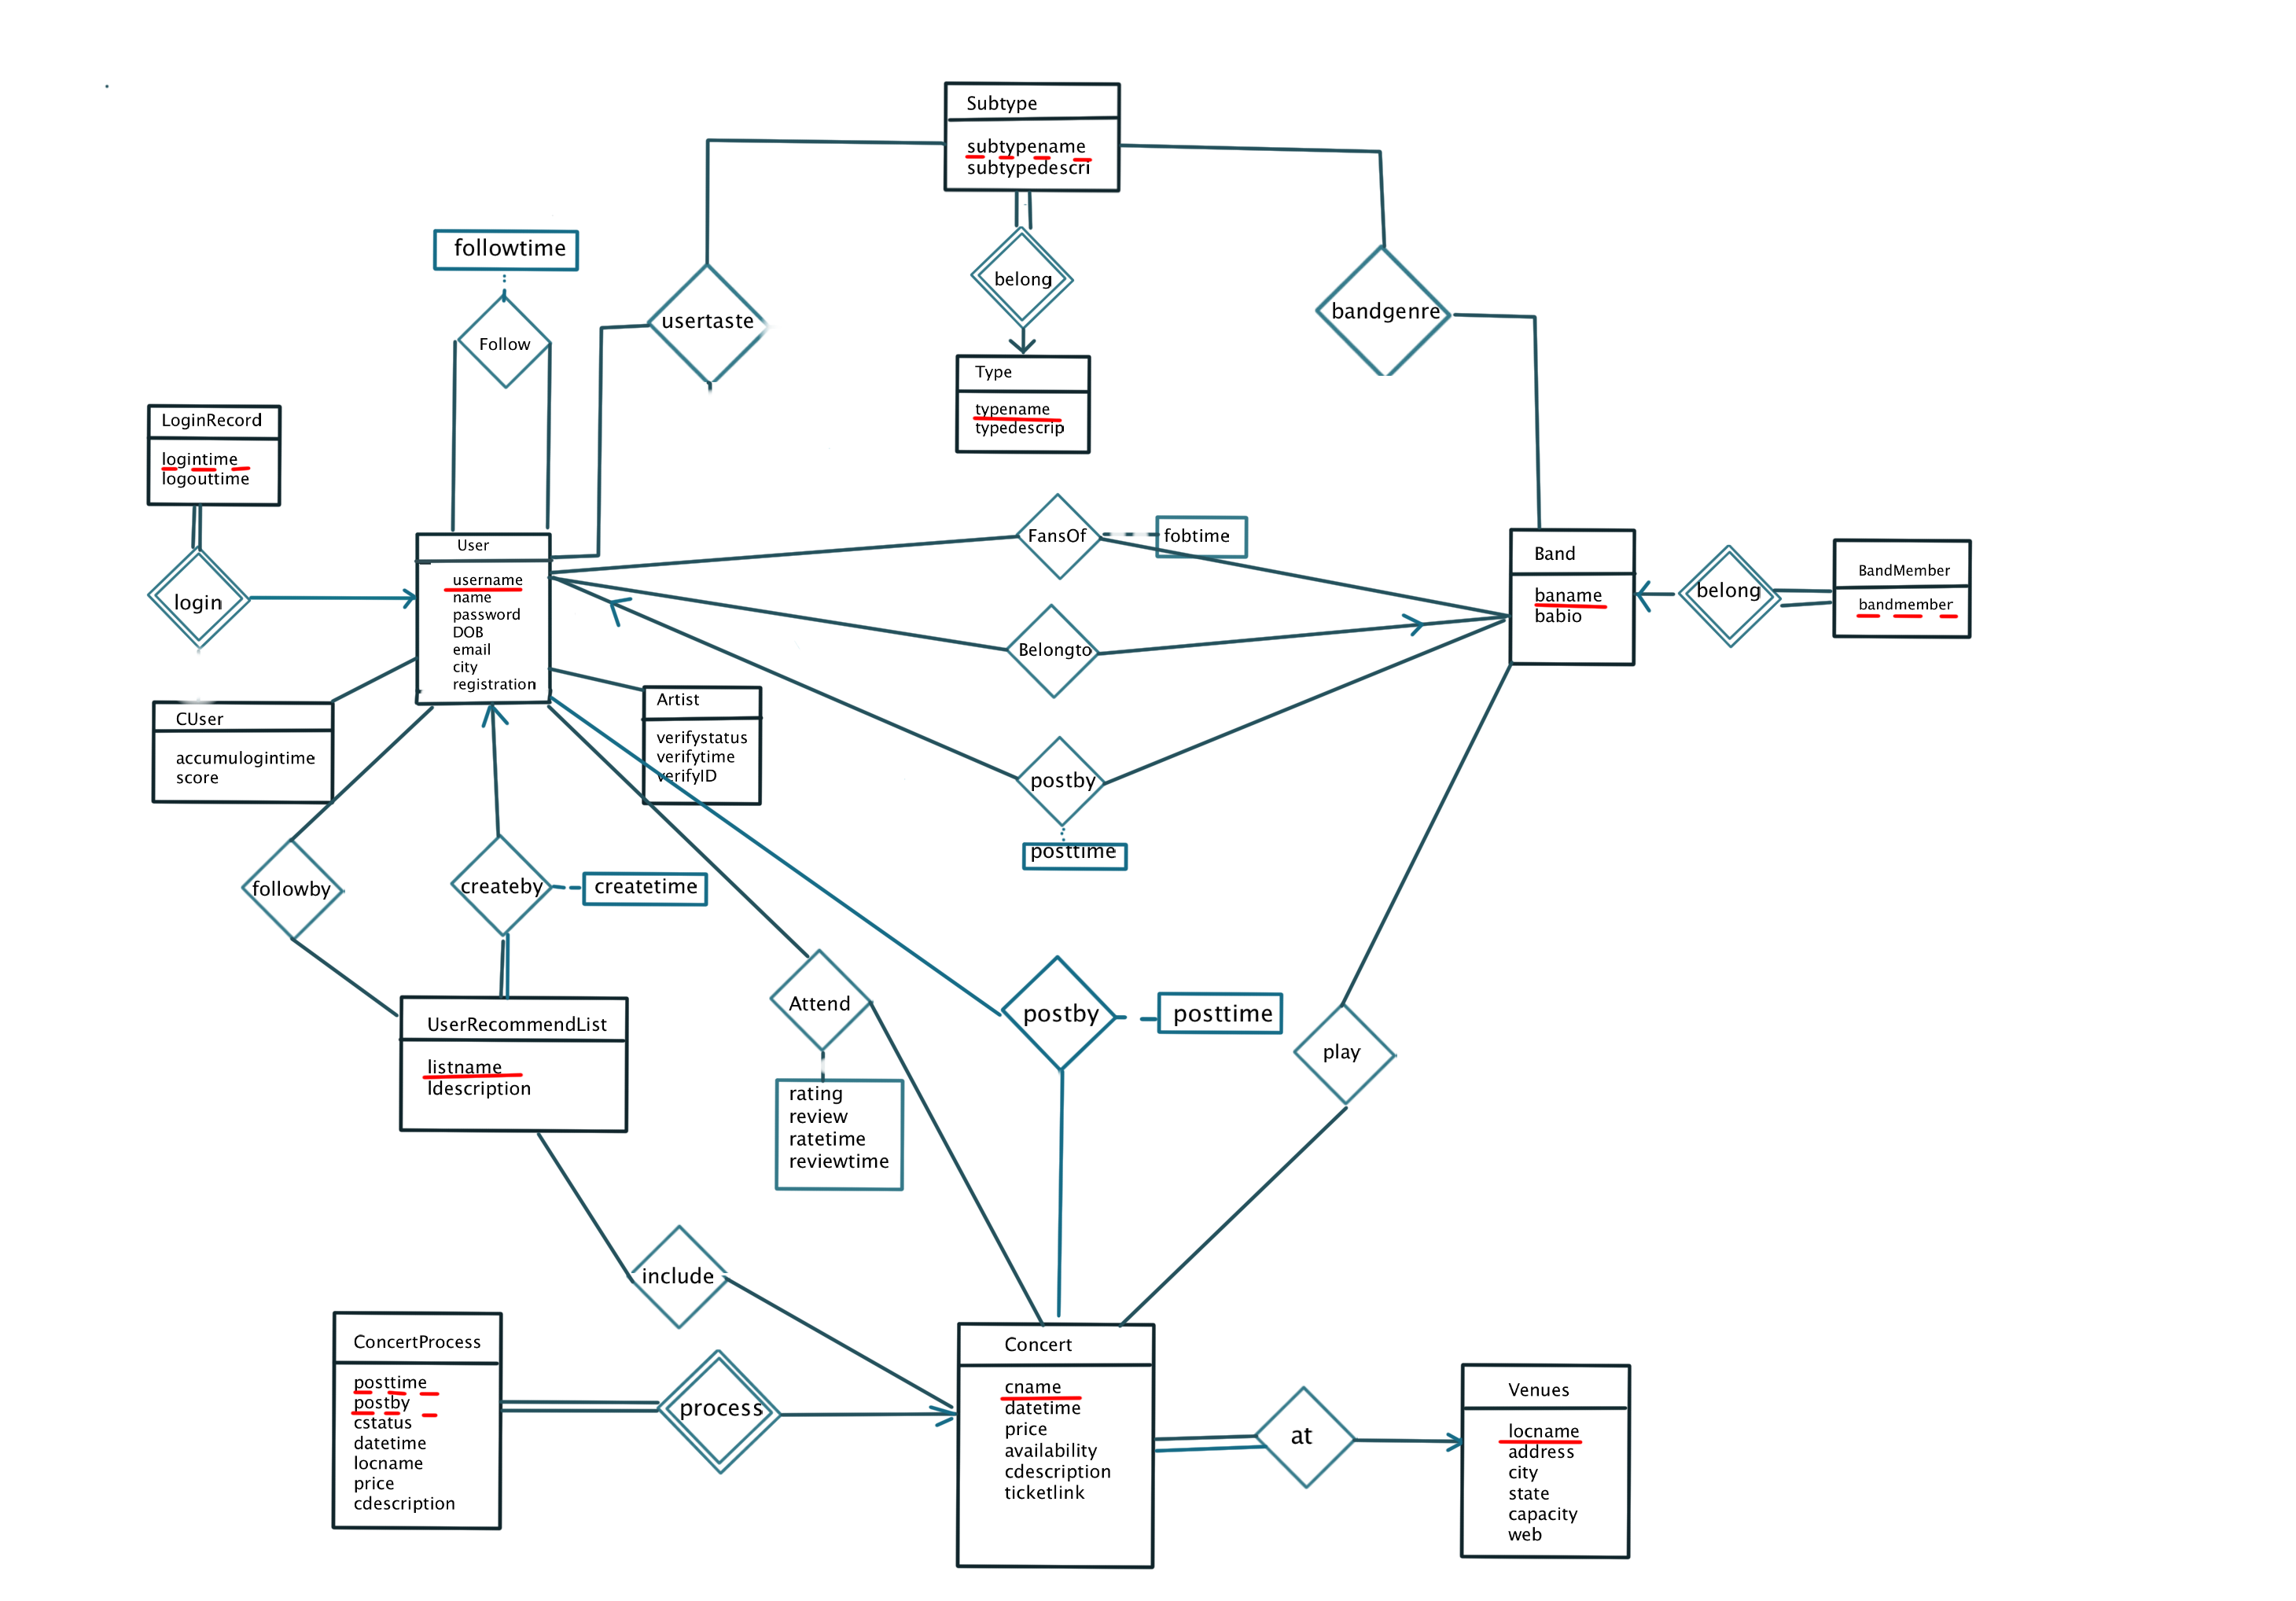 Subtype
subtypename
subtypedescri
followtime
Follow
usertaste
belong
bandgenre
Type
typename
typedescrip
LoginRecord
logintime
logouttime
login
User
username
name
password
DOB
email
city
registration
FansOf
fobtime
Belongto
Band
baname
babio
belong
BandMember
bandmember
CUser
accumulogintime
score
Artist
verifystatus
verifytime
verifyID
postby
posttime
followby
createby
createtime
Attend
rating
review
ratetime
reviewtime
postby
posttime
play
UserRecommendList
listname
ldescription
include
ConcertProcess
posttime
postby
cstatus
datetime
locname
price
cdescription
process
Concert
cname
datetime
price
availability
cdescription
ticketlink
at
Venues
locname
address
city
state
capacity
web